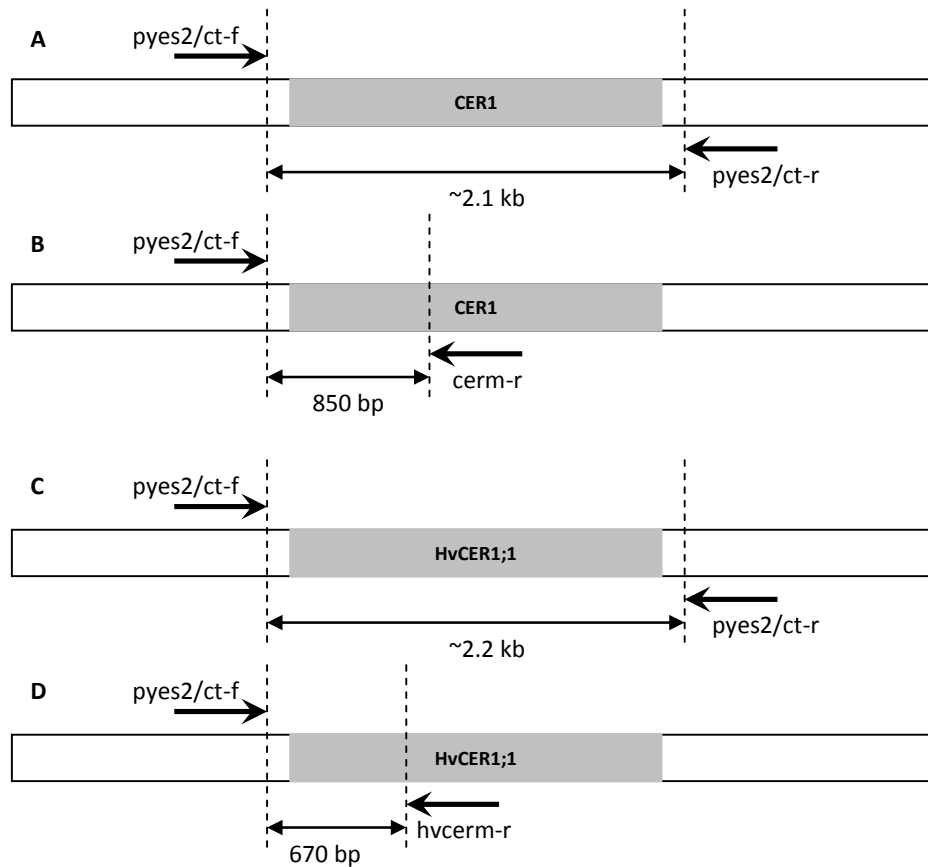 A
pyes2/ct-f
CER1
pyes2/ct-r
~2.1 kb
B
pyes2/ct-f
CER1
cerm-r
850 bp
C
pyes2/ct-f
HvCER1;1
pyes2/ct-r
~2.2 kb
D
pyes2/ct-f
HvCER1;1
hvcerm-r
670 bp